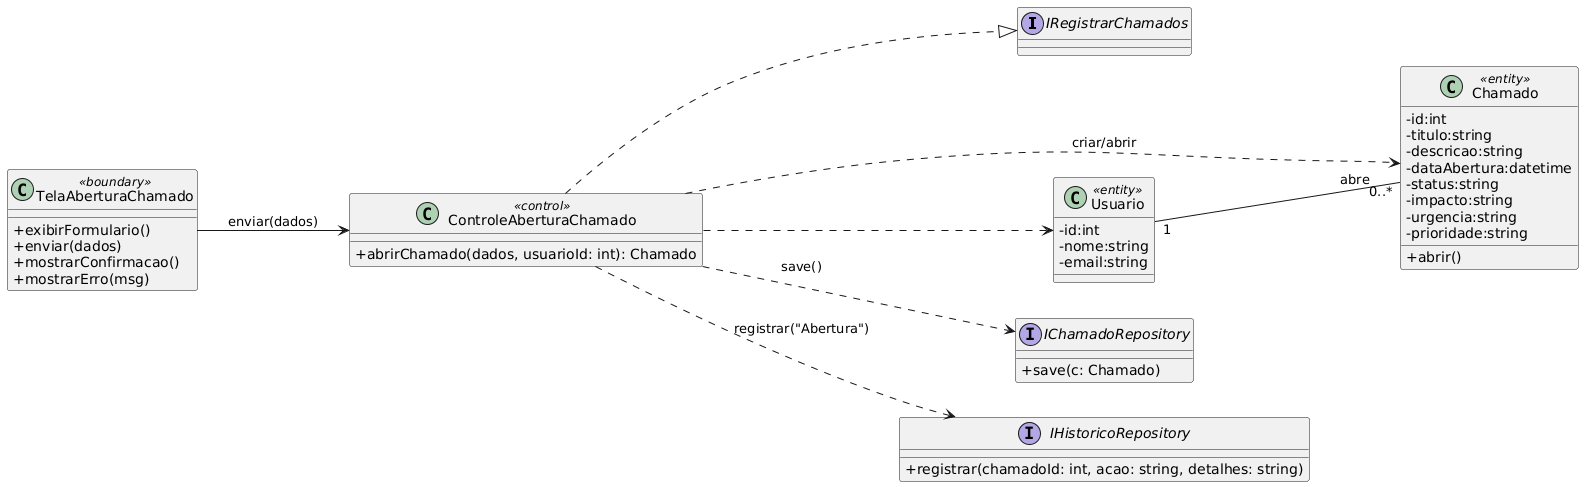 I IRegistrarChamados
C «entity»
Chamado
-id:int
-titulo:string
-descricao:string
-dataAbertura:datetime
-status:string
-impacto:string
-urgencia:string
-prioridade:string
+abrir()
criar/abrir
C «boundary»
TelaAberturaChamado
+exibirFormulario()
+enviar(dados)
+mostrarConfirmacao()
+mostrarErro(msg)
enviar(dados)
C «control»
ControleAberturaChamado
+abrirChamado(dados, usuarioId: int): Chamado
C «entity»
Usuario
-id:int
-nome:string
-email:string
abre
0..*
1
save()
I IChamadoRepository
+save(c: Chamado)
registrar("Abertura")
I IHistoricoRepository
+registrar(chamadoId: int, acao: string, detalhes: string)